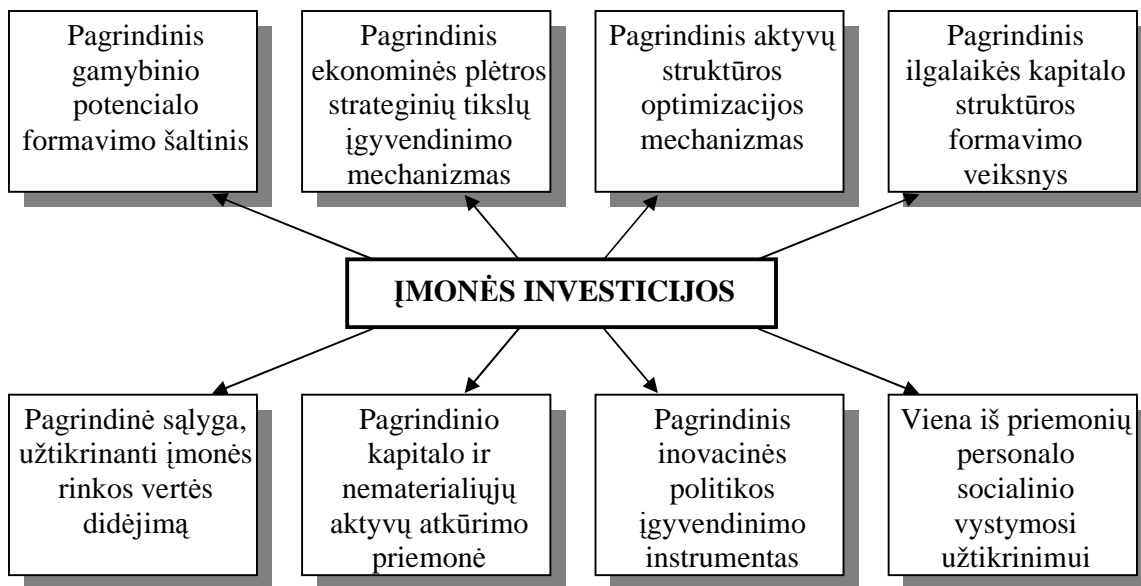 Pagrindinis
gamybinio
potencialo
formavimo šaltinis
Pagrindinis
ekonominės plėtros
strateginių tikslų
įgyvendinimo
mechanizmas
Pagrindinis aktyvų
struktūros
optimizacijos
mechanizmas
Pagrindinis
ilgalaikės kapitalo
struktūros
formavimo
veiksnys
ĮMONĖS INVESTICIJOS
Pagrindinė sąlyga,
užtikrinanti įmonės
rinkos vertės
didėjimą
Pagrindinio
kapitalo ir
nematerialiųjų
aktyvų atkūrimo
priemonė
Pagrindinis
inovacinės
politikos
įgyvendinimo
instrumentas
Viena iš priemonių
personalo
socialinio
vystymosi
užtikrinimui